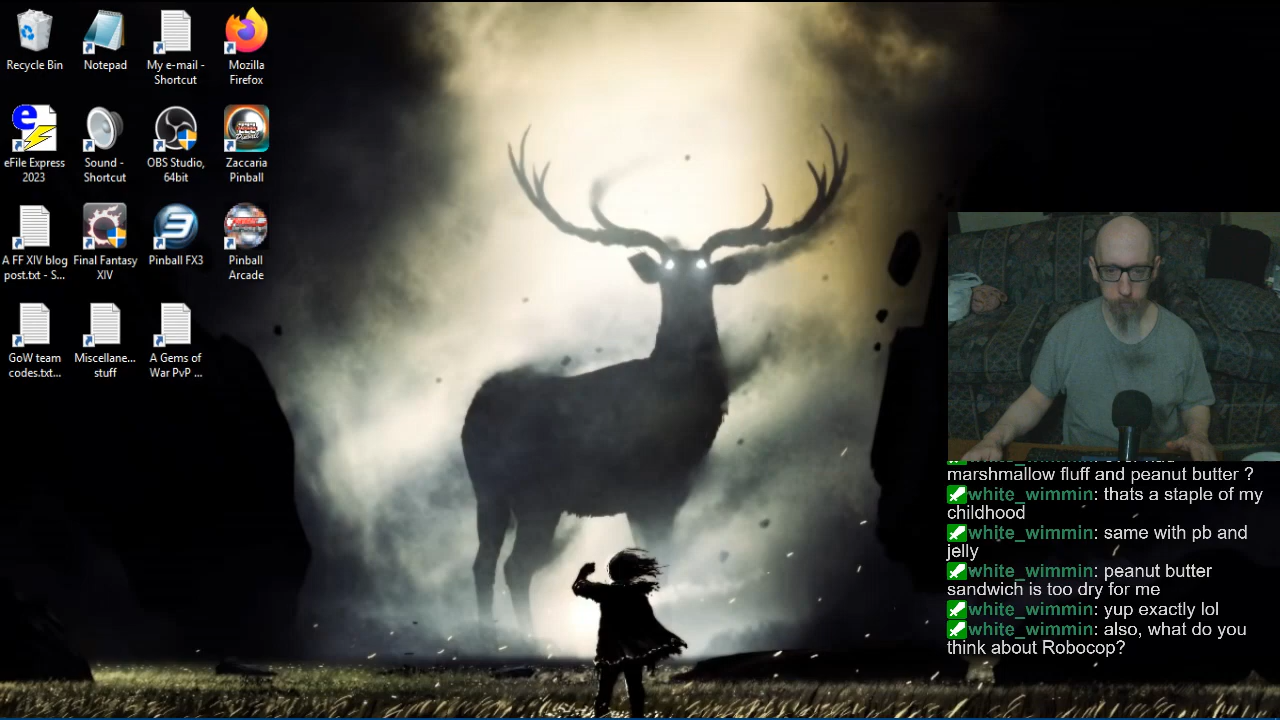 Recycle Bin
Notepad
My e-mail -
Shortcut
Mozilla
Firefox
eFile Express
2023
Sound -
Shortcut
OBS Studio,
64bit
Zaccaria
Pinball
A FF XIV blog
post.txt - S...
Final Fantasy
XIV
Pinball FX3
Pinball
Arcade
GoW team
codes.txt...
Miscellane...
stuff
A Gems of
War PvP ...
marshmallow fluff and peanut butter ?
white_wimmin: thats a staple of my
childhood
white_wimmin: same with pb and
jelly
white_wimmin: peanut butter
sandwich is too dry for me
white_wimmin: yup exactly lol
white_wimmin: also, what do you
think about Robocop?